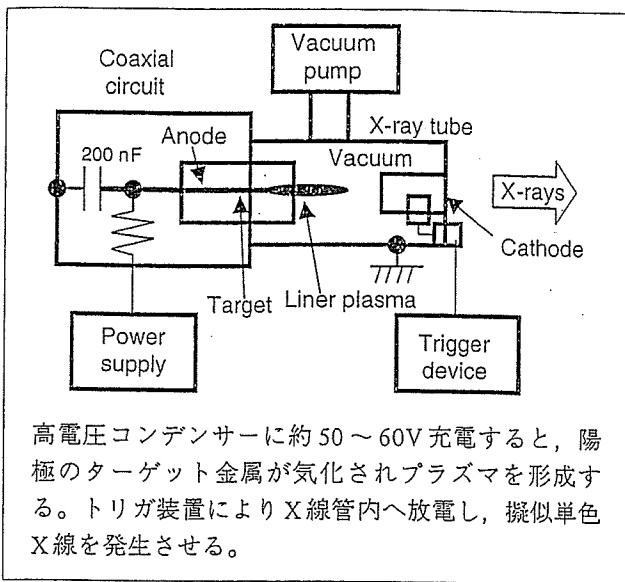 Vacuum
pump
Coaxial
circuit
X-ray tube
Anode
Vacuum
200 nF
X-rays
Cathode
Target
Liner plasma
Power
supply
Trigger
device
高電圧コンデンサーに約50～60V充電すると，陽
極のターゲット金属が気化されプラズマを形成す
る。トリガ装置によりX線管内へ放電し，擬似単色
X線を発生させる。